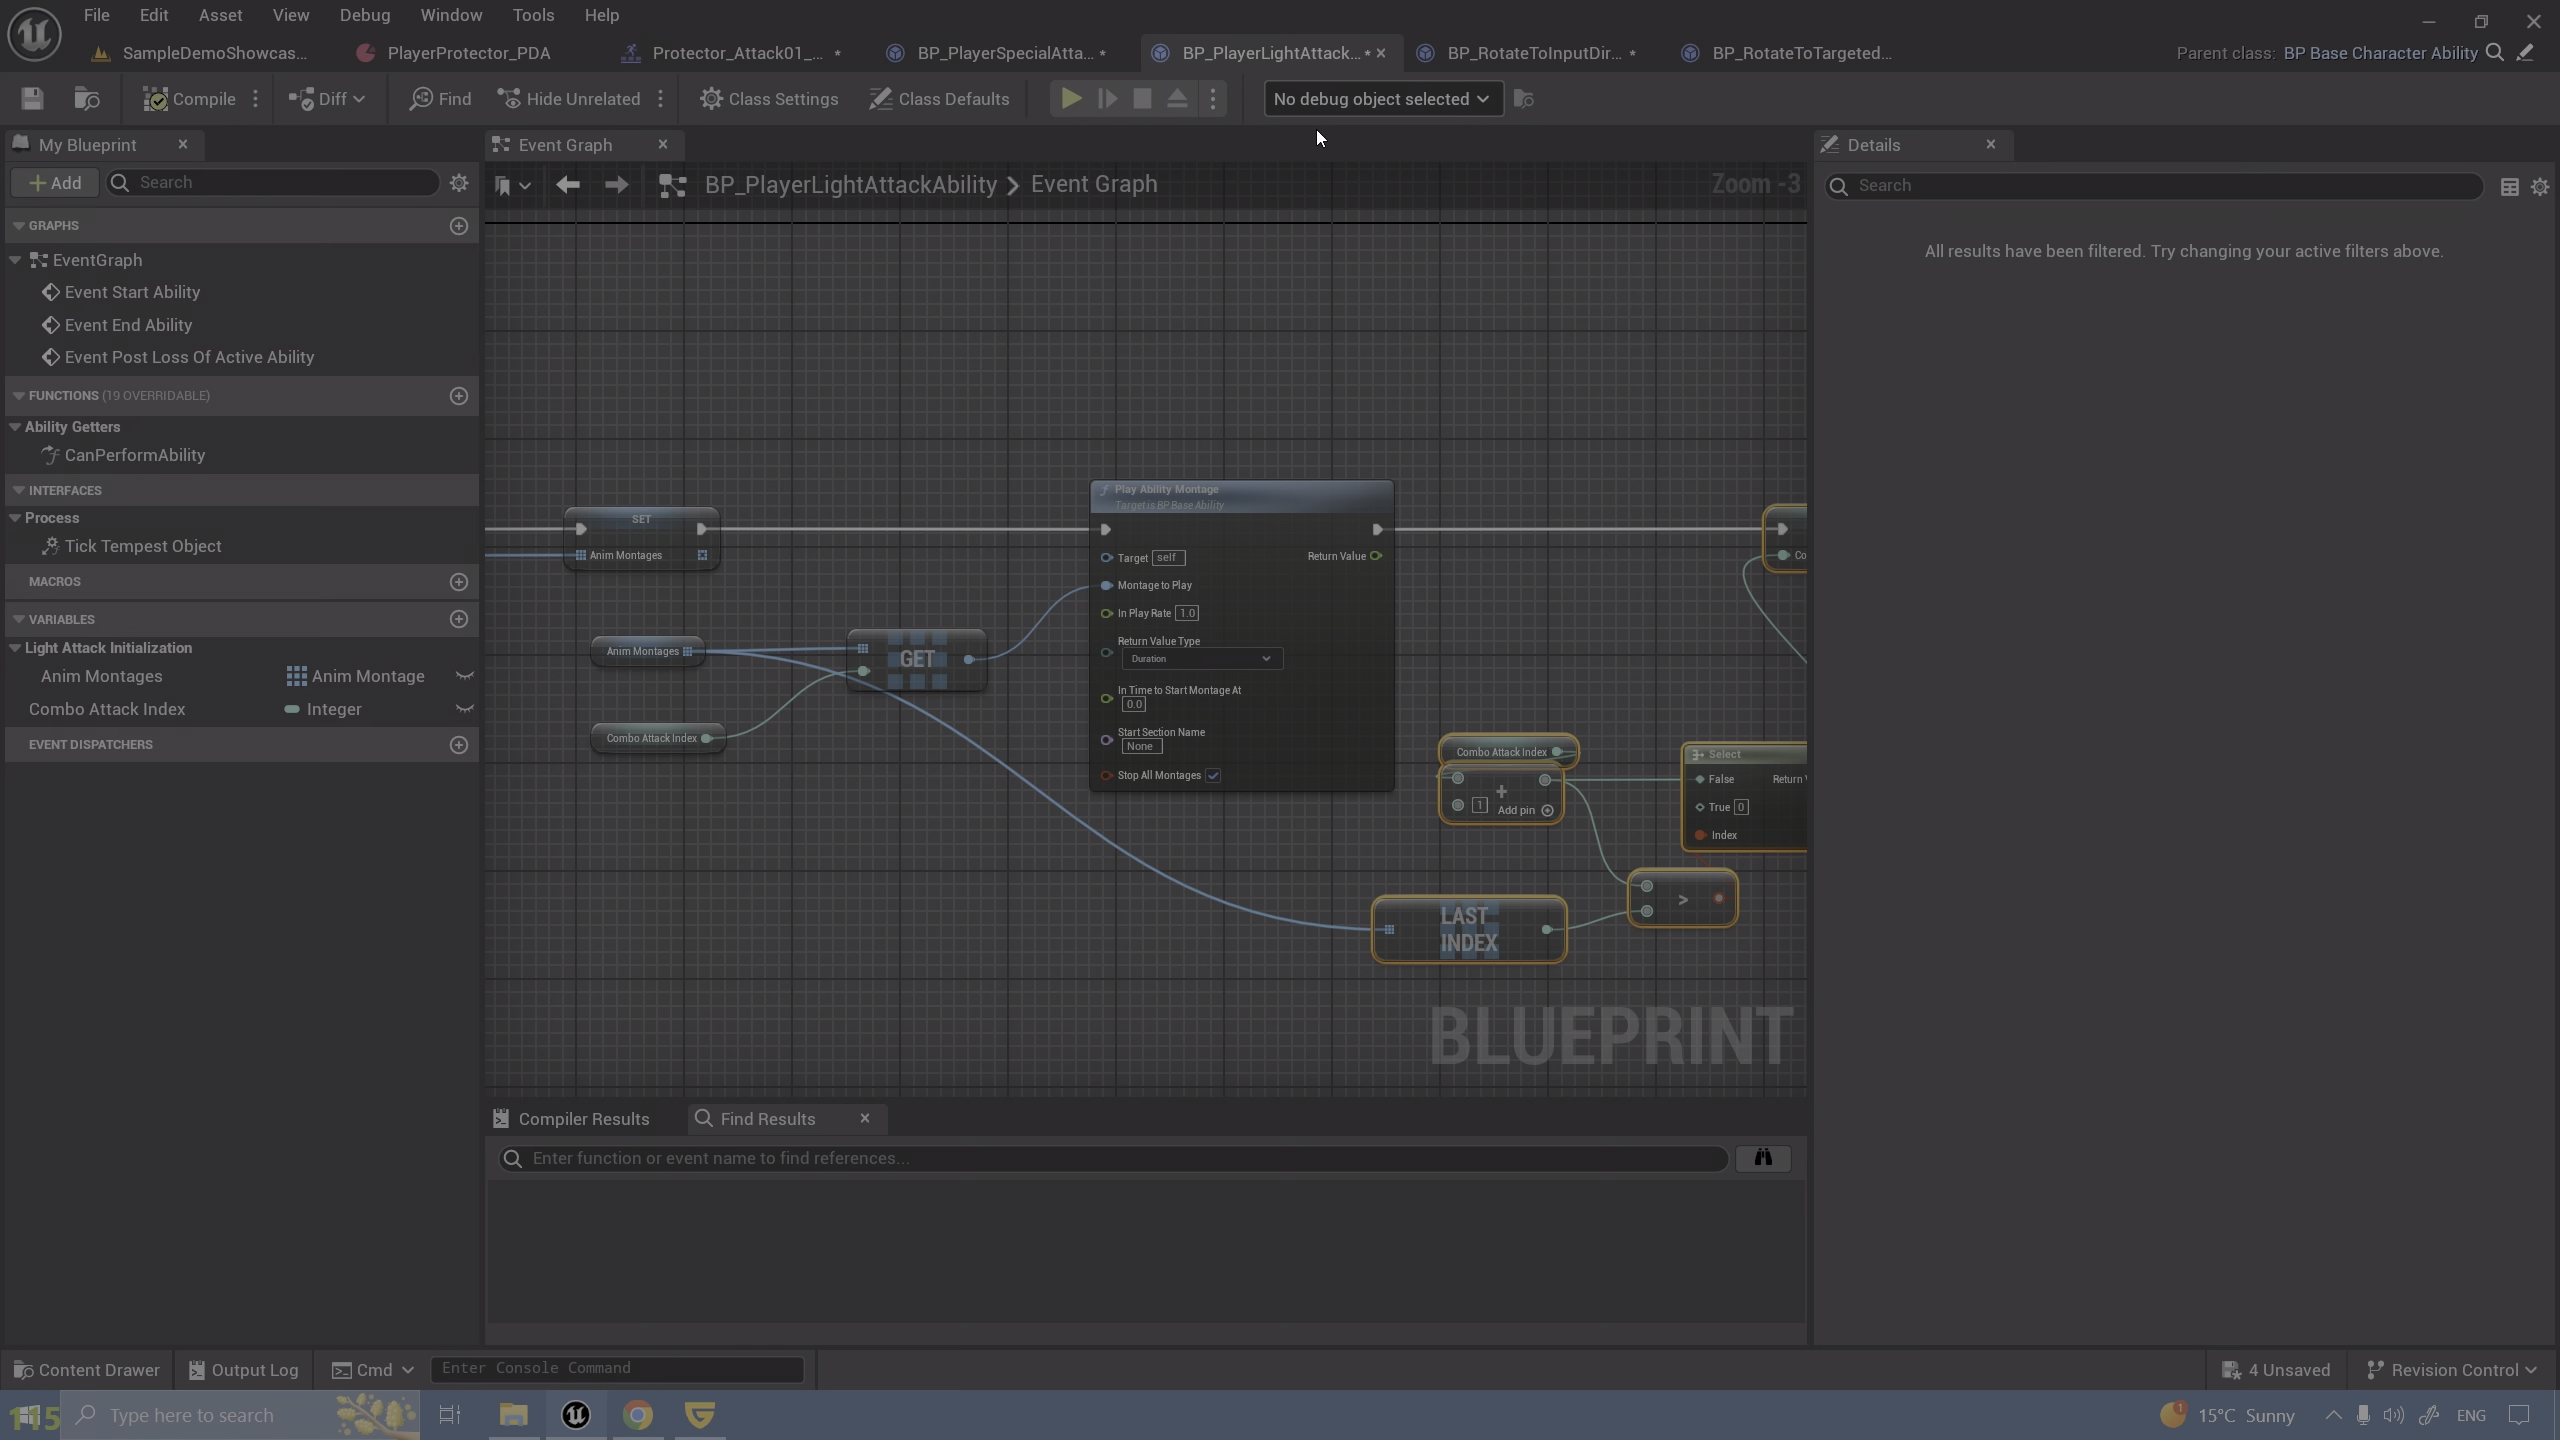 File Edit Asset View Debug Window Tools Help
SampleDemoShowcas... PlayerProtector_PDA Protector_Attack01_... * BP_PlayerSpecialAtta... * BP_PlayerLightAttack... * BP_RotateToInputDir... * BP_RotateToTargeted... Parent class: BP Base Character Ability
Compile Diff Find Hide Unrelated Class Settings Class Defaults No debug object selected
My Blueprint Event Graph Details
Add Search BP_PlayerLightAttackAbility > Event Graph Zoom -3 Search
All results have been filtered. Try changing your active filters above.
GRAPHS
EventGraph
Event Start Ability
Event End Ability
Event Post Loss Of Active Ability
FUNCTIONS (19 OVERRIDABLE)
Ability Getters
CanPerformAbility
INTERFACES
Process
Tick Tempest Object
MACROS
VARIABLES
Light Attack Initialization
Anim Montages Anim Montage
Combo Attack Index Integer
EVENT DISPATCHERS
SET
Anim Montages
Anim Montages
Combo Attack Index
GET
Play Ability Montage
Target is BP Base Ability
Target self Return Value
Montage to Play
In Play Rate 1.0
Return Value Type
Duration
In Time to Start Montage At
0.0
Start Section Name
None
Stop All Montages
Co
Combo Attack Index
+
1 Add pin
Select
False Return
True 0
Index
>
LAST
INDEX
BLUEPRINT
Compiler Results Find Results
Enter function or event name to find references...
Content Drawer Output Log Cmd Enter Console Command 4 Unsaved Revision Control
115 Type here to search 1 15°C Sunny ENG